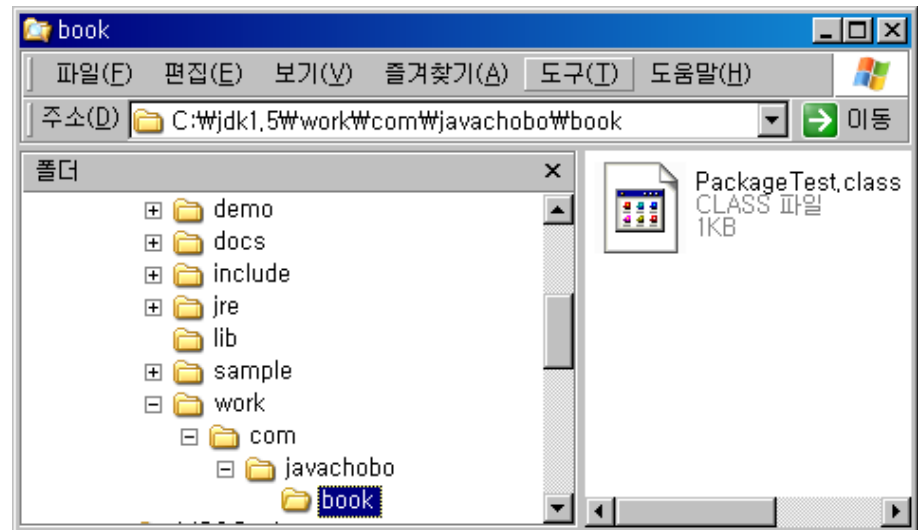 book
파일(F) 편집(E) 보기(V) 즐겨찾기(A) 도구(T) 도움말(H)
주소(D) C:₩jdk1.5₩work₩com₩javachobo₩book 이동
폴더
demo
docs
include
jre
lib
sample
work
com
javachobo
book
PackageTest.class
CLASS 파일
1KB